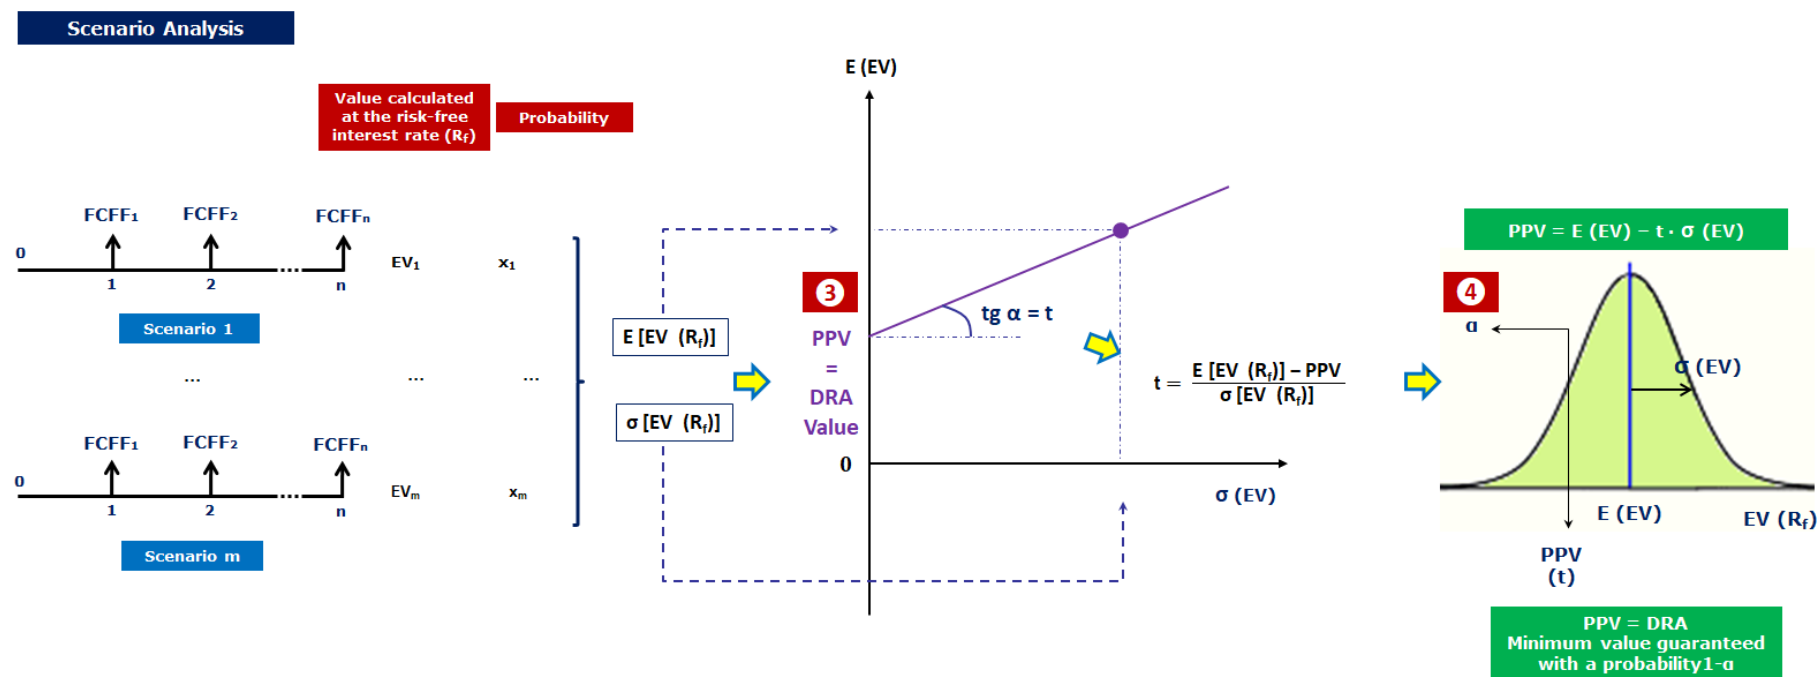 Scenario Analysis
Value calculated
at the risk-free
interest rate (Rf)
Probability
FCFF1
FCFF2
FCFFn
0
1
2
n
EV1
x1
Scenario 1
...
...
...
FCFF1
FCFF2
FCFFn
0
1
2
n
EVm
xm
Scenario m
E [EV (Rf)]
σ [EV (Rf)]
E (EV)
3
PPV
=
DRA
Value
0
tg α = t
t = E [EV (Rf)] – PPV
σ [EV (Rf)]
σ (EV)
PPV = E (EV) – t · σ (EV)
4
α
σ (EV)
E (EV)
EV (Rf)
PPV
(t)
PPV = DRA
Minimum value guaranteed
with a probability1-α